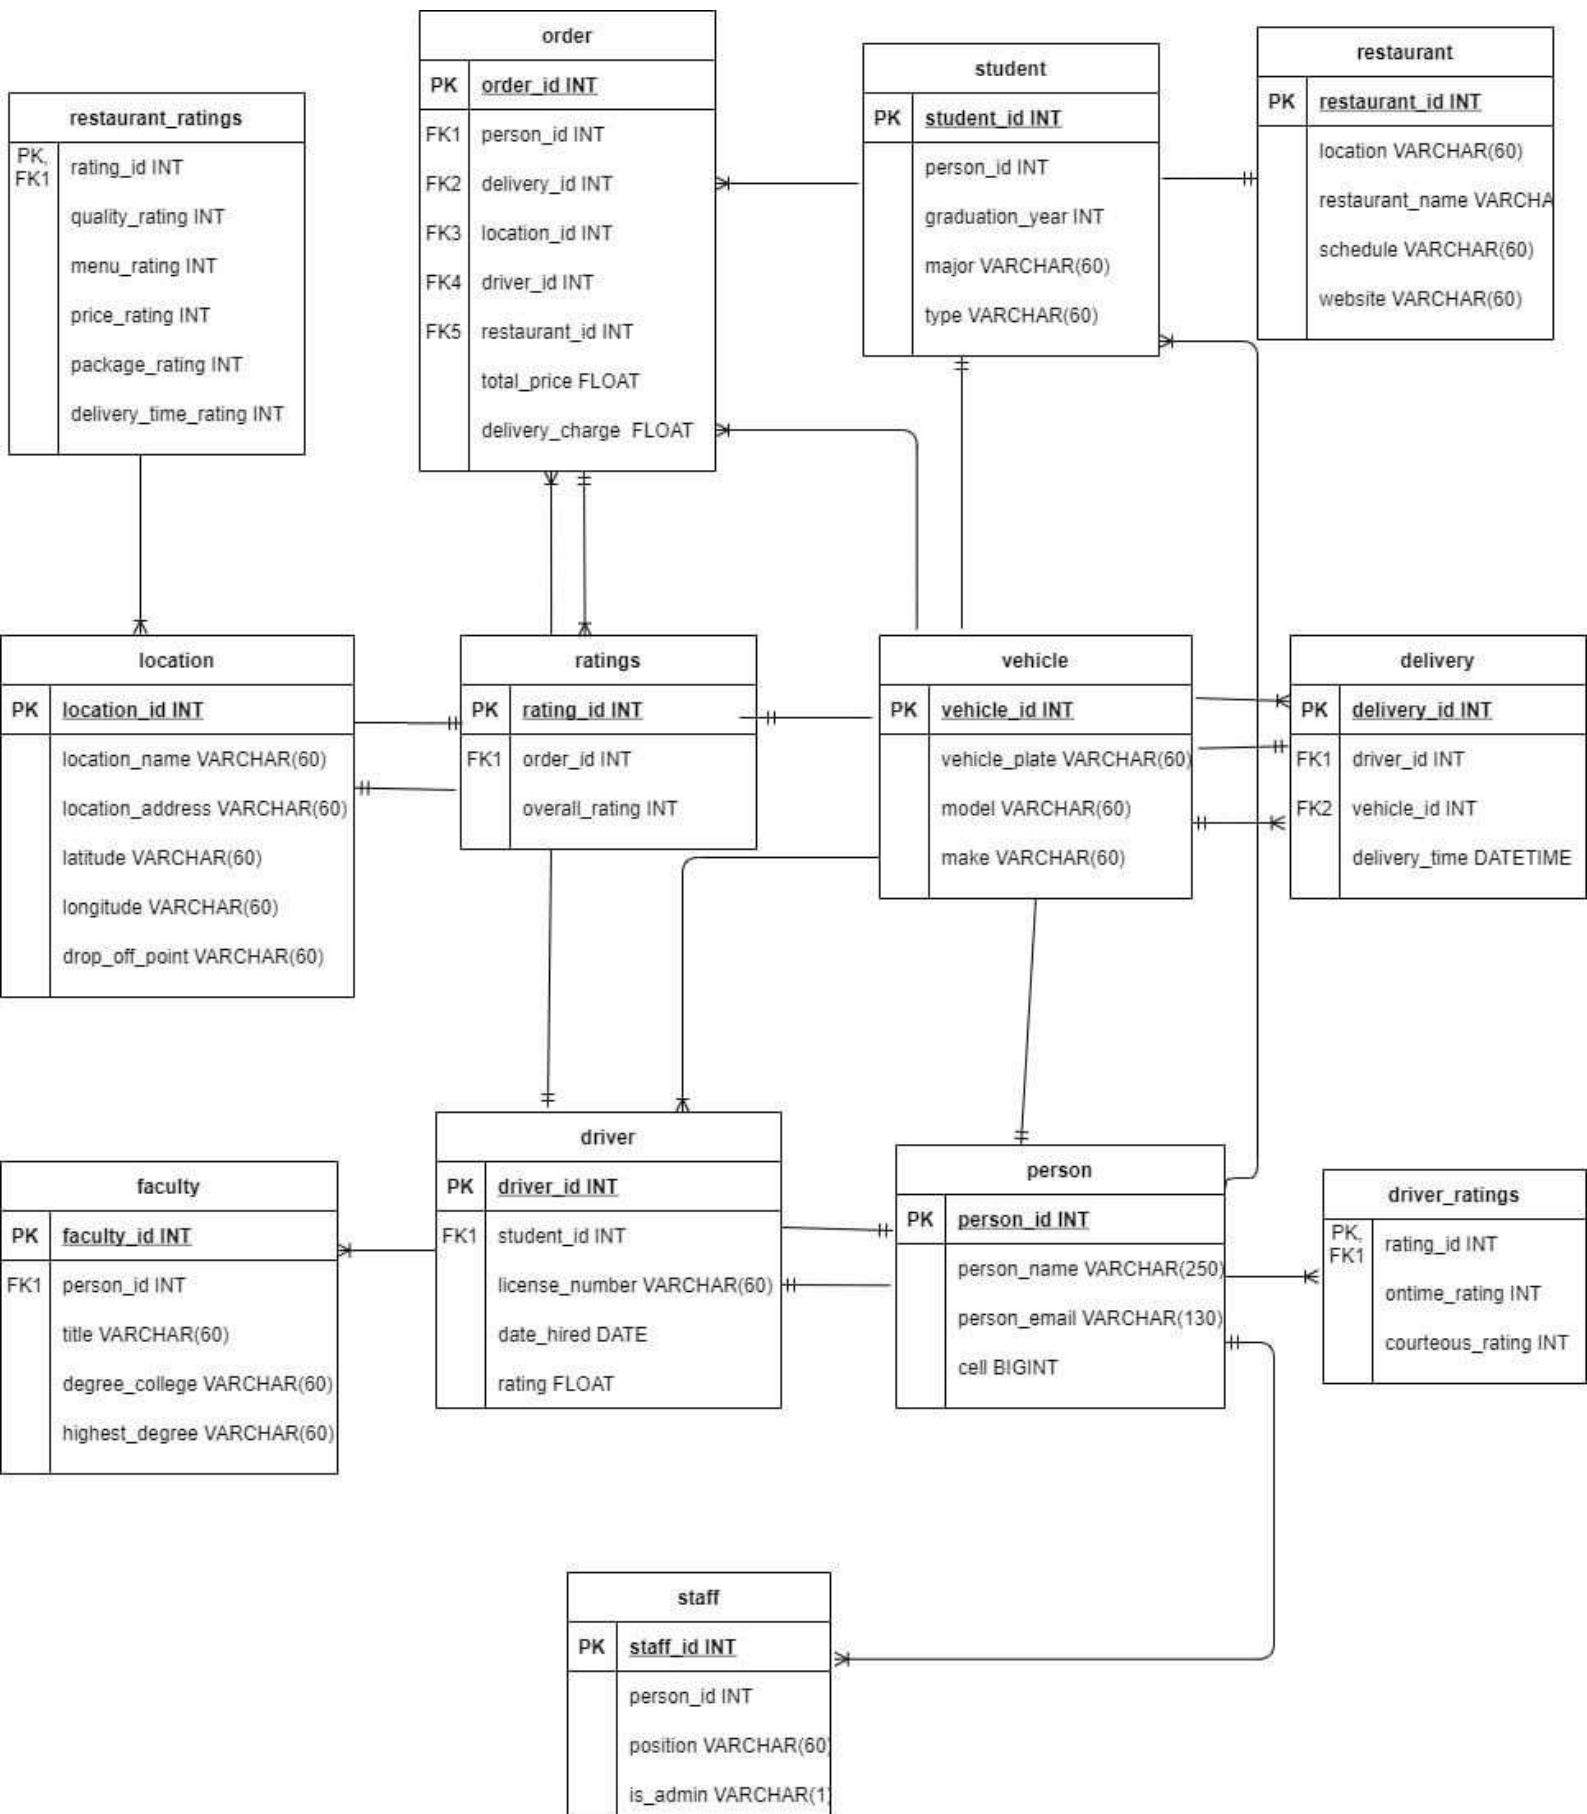 order
PK order_id INT
FK1 person_id INT
FK2 delivery_id INT
FK3 location_id INT
FK4 driver_id INT
FK5 restaurant_id INT
total_price FLOAT
delivery_charge FLOAT
student
PK student_id INT
person_id INT
graduation_year INT
major VARCHAR(60)
type VARCHAR(60)
restaurant
PK restaurant_id INT
location VARCHAR(60)
restaurant_name VARCHA
schedule VARCHAR(60)
website VARCHAR(60)
restaurant_ratings
PK,
FK1 rating_id INT
quality_rating INT
menu_rating INT
price_rating INT
package_rating INT
delivery_time_rating INT
location
PK location_id INT
location_name VARCHAR(60)
location_address VARCHAR(60)
latitude VARCHAR(60)
longitude VARCHAR(60)
drop_off_point VARCHAR(60)
ratings
PK rating_id INT
FK1 order_id INT
overall_rating INT
vehicle
PK vehicle_id INT
vehicle_plate VARCHAR(60)
model VARCHAR(60)
make VARCHAR(60)
delivery
PK delivery_id INT
FK1 driver_id INT
FK2 vehicle_id INT
delivery_time DATETIME
faculty
PK faculty_id INT
FK1 person_id INT
title VARCHAR(60)
degree_college VARCHAR(60)
highest_degree VARCHAR(60)
driver
PK driver_id INT
FK1 student_id INT
license_number VARCHAR(60)
date_hired DATE
rating FLOAT
person
PK person_id INT
person_name VARCHAR(250)
person_email VARCHAR(130)
cell BIGINT
driver_ratings
PK,
FK1 rating_id INT
ontime_rating INT
courteous_rating INT
staff
PK staff_id INT
person_id INT
position VARCHAR(60)
is_admin VARCHAR(1)